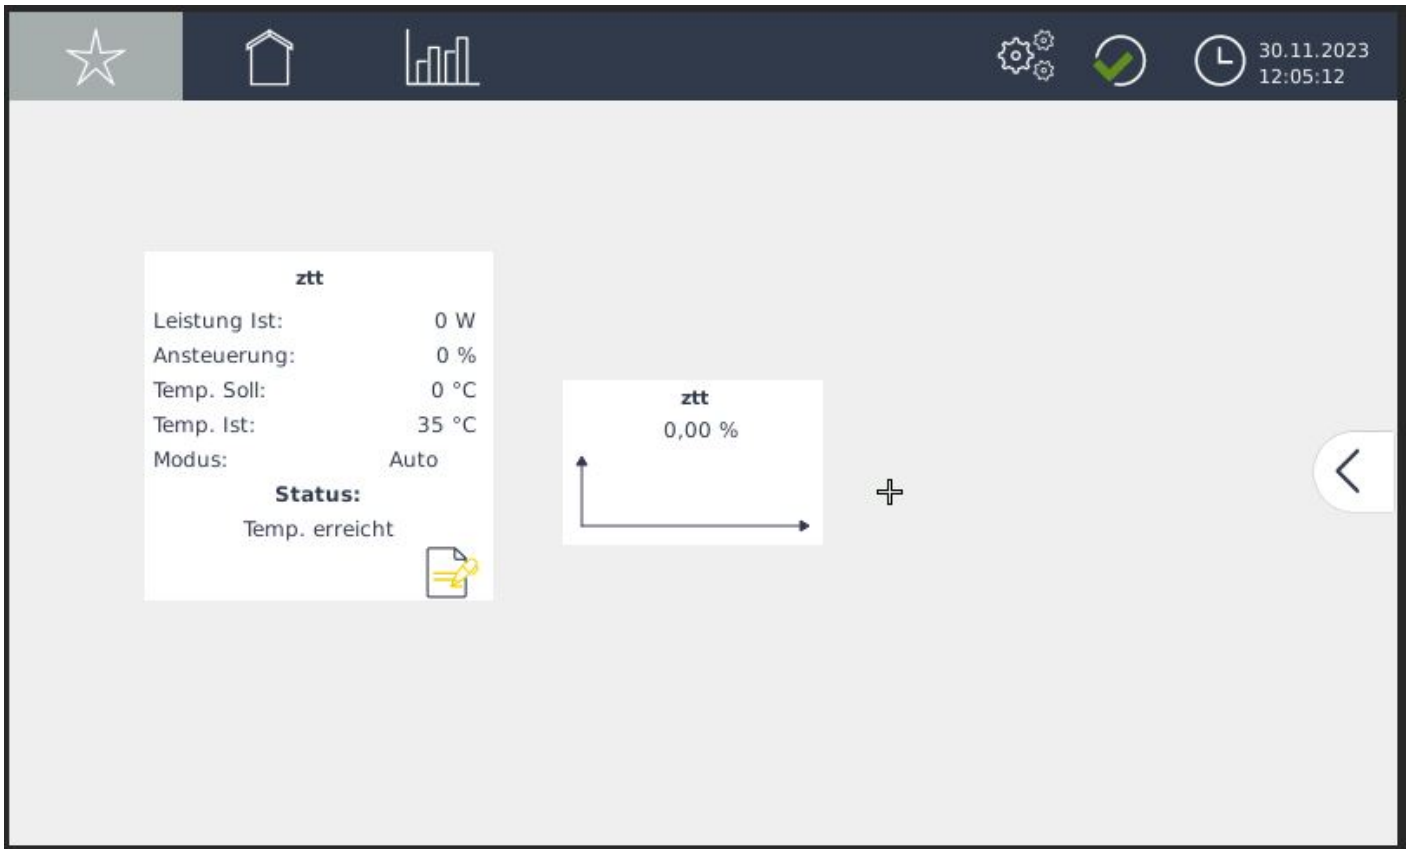 30.11.2023
12:05:12
ztt
Leistung Ist: 0 W
Ansteuerung: 0 %
Temp. Soll: 0 °C
Temp. Ist: 35 °C
Modus: Auto
Status:
Temp. erreicht
ztt
0,00 %